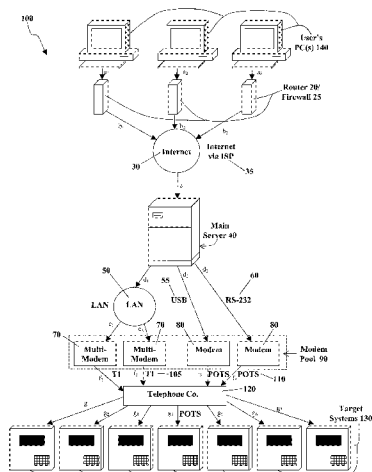 100
User's
PC(s) 140
Router 20/
Firewall 25
Internet
Internet
via ISP
30
35
Main
Server 40
50
55
60
LAN
LAN
USB
RS-232
70
70
80
80
Multi-
Modem
Multi-
Modem
Modem
Modem
Modem
Pool 90
T1
T1
105
POTS
POTS
110
120
Telephone Co.
POTS
Target
Systems 130